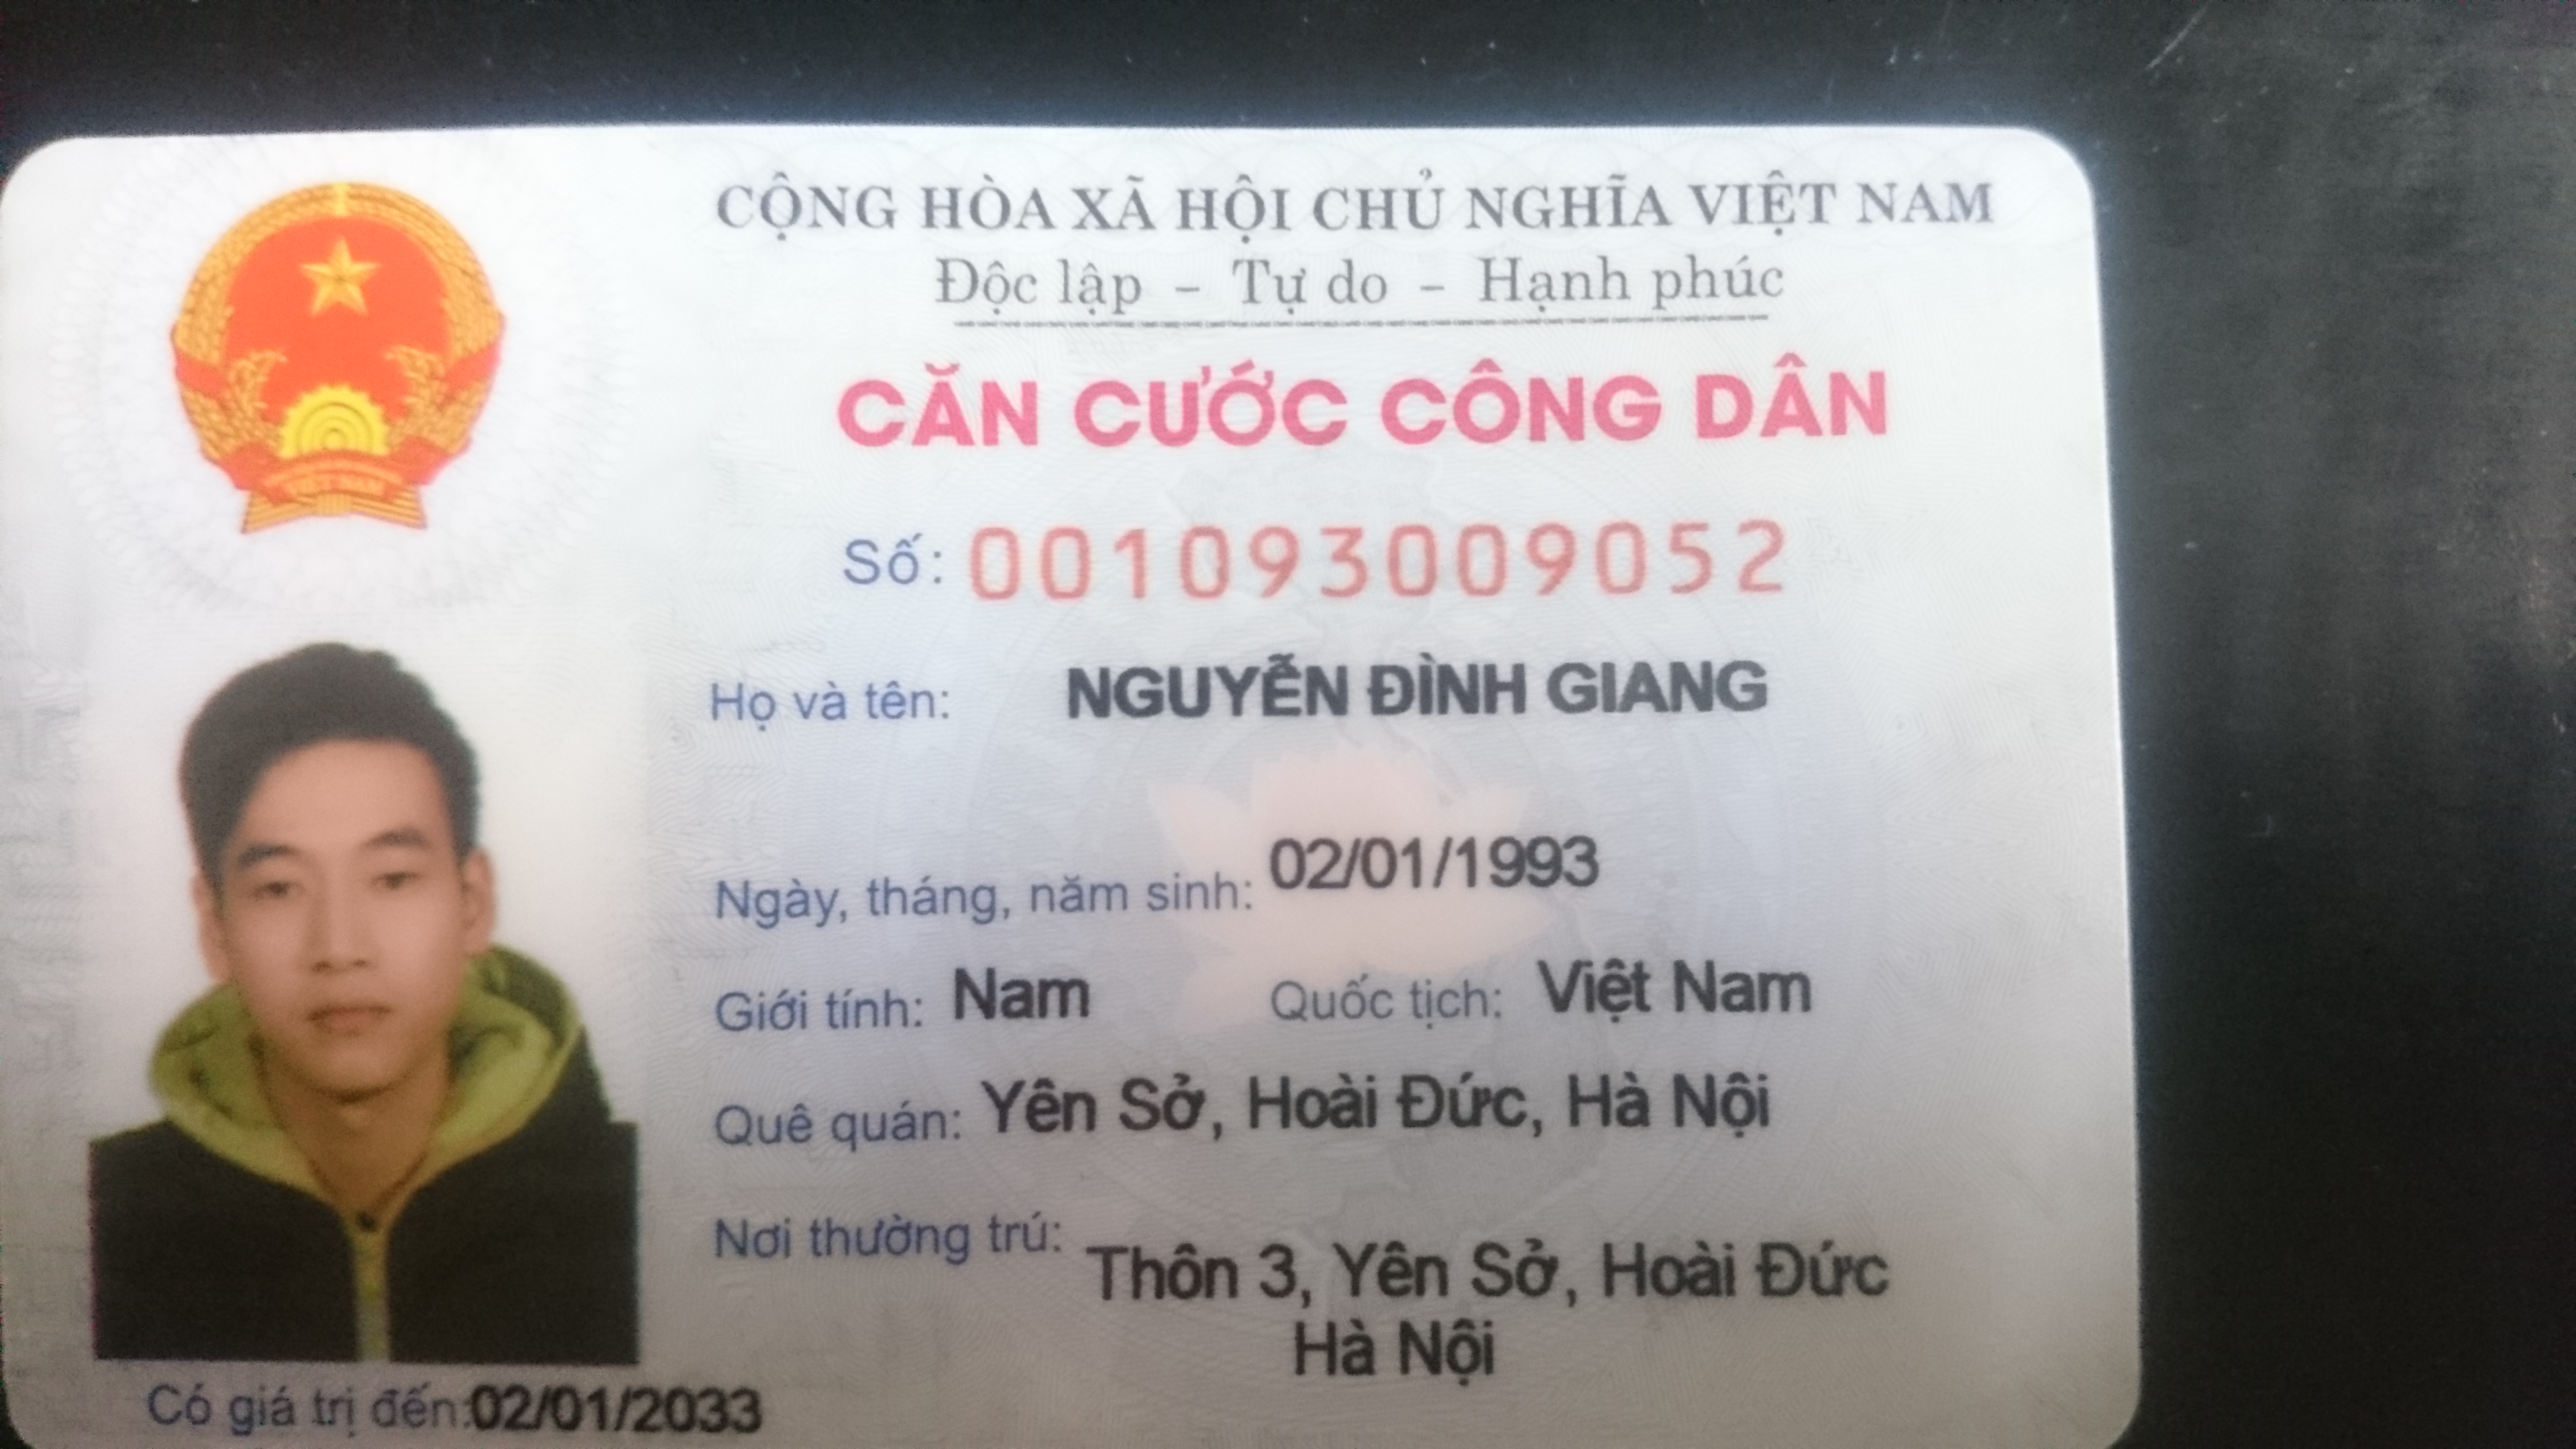 CỘNG HÒA XÃ HỘI CHỦ NGHĨA VIỆT NAM
Độc lập - Tự do - Hạnh phúc
CĂN CƯỚC CÔNG DÂN
Số: 001093009052
Họ và tên: NGUYỄN ĐÌNH GIANG
Ngày, tháng, năm sinh: 02/01/1993
Giới tính: Nam Quốc tịch: Việt Nam
Quê quán: Yên Sở, Hoài Đức, Hà Nội
Nơi thường trú: Thôn 3, Yên Sở, Hoài Đức
Hà Nội
Có giá trị đến:02/01/2033
VIỆT NAM